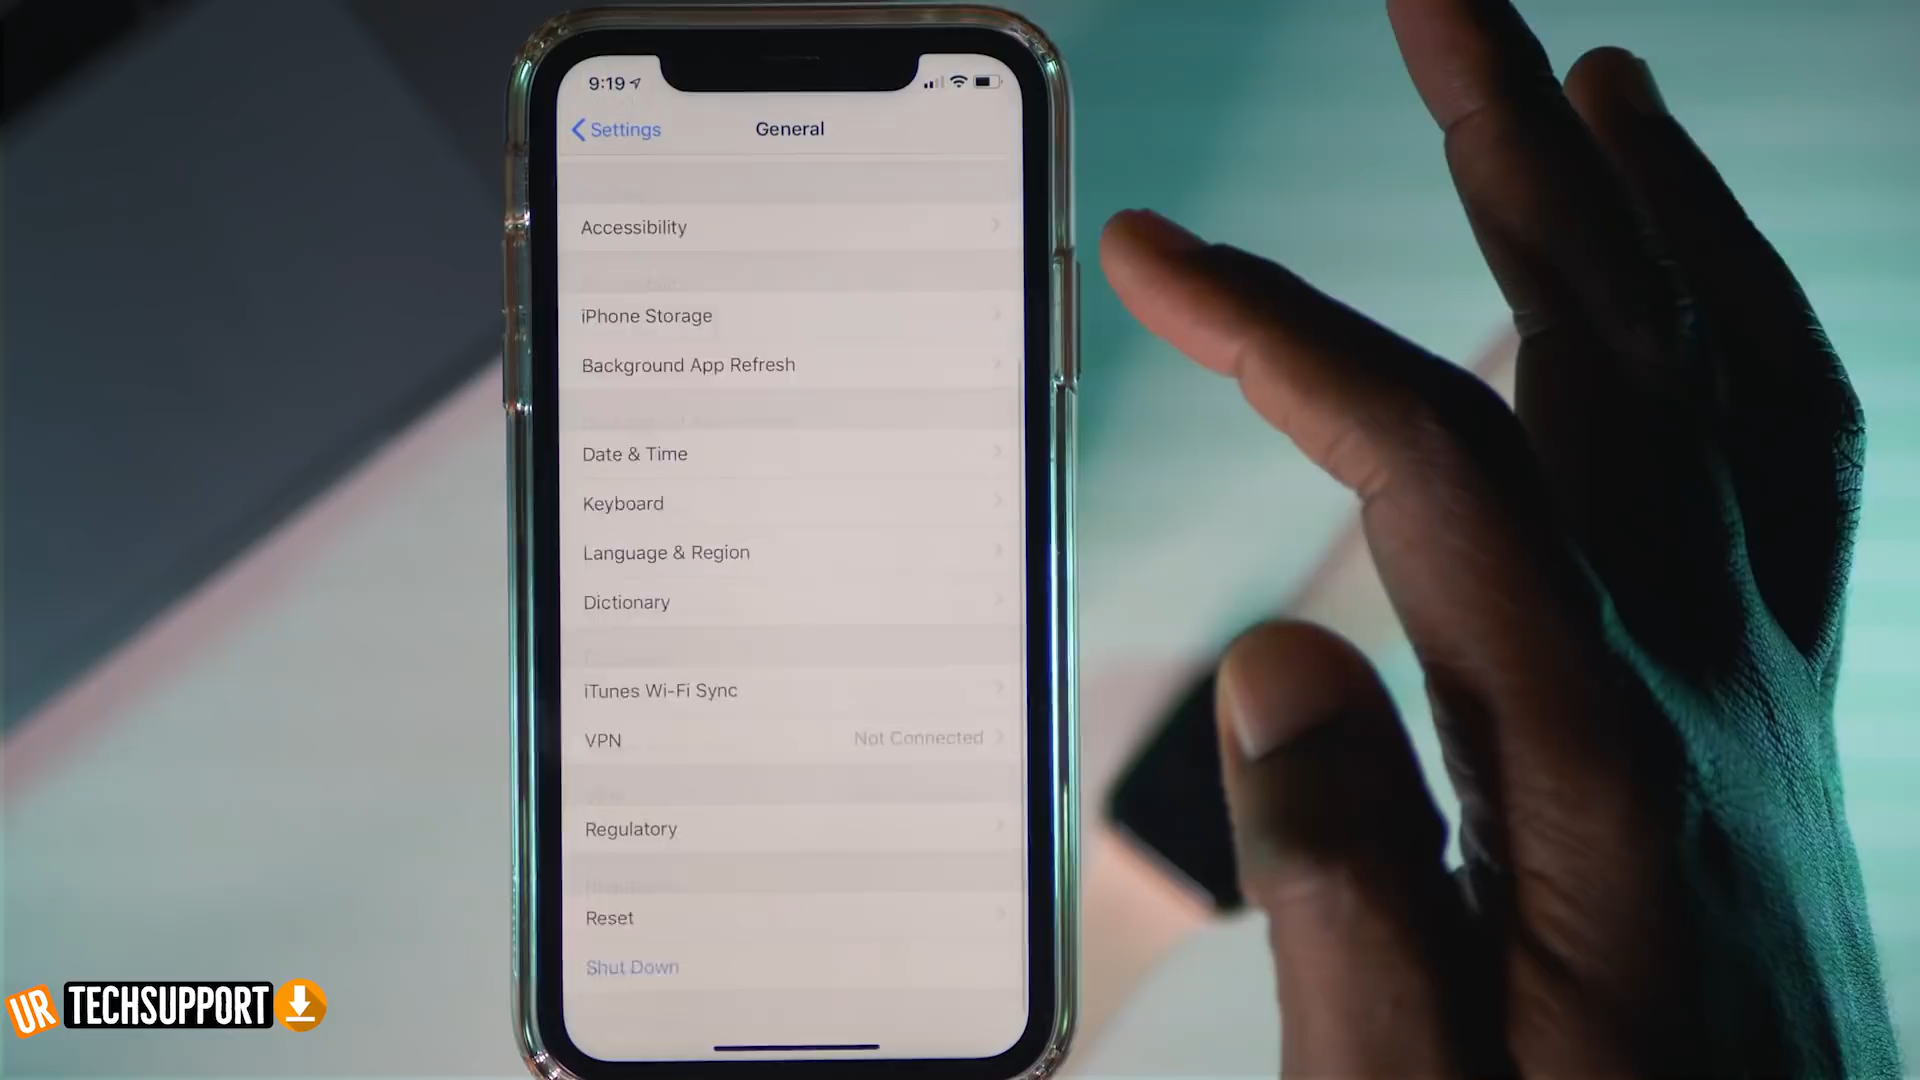 9:19
Settings
General
Accessibility
iPhone Storage
Background App Refresh
Date & Time
Keyboard
Language & Region
Dictionary
iTunes Wi-Fi Sync
VPN Not Connected
Regulatory
Reset
Shut Down
UR TECHSUPPORT